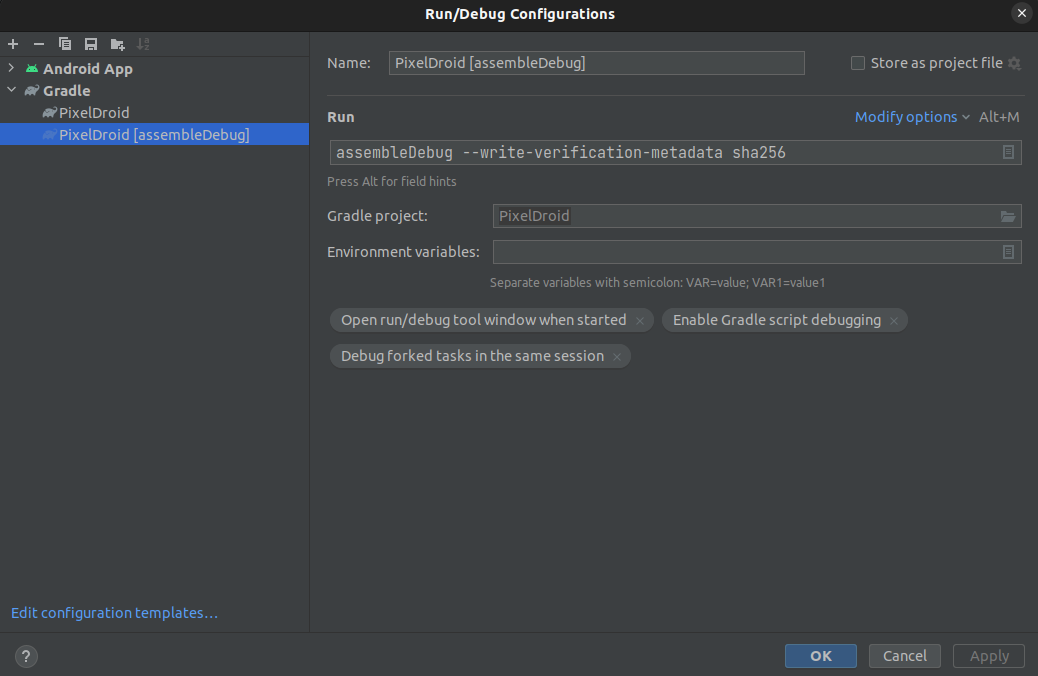 Run/Debug Configurations
Android App
Gradle
PixelDroid
PixelDroid [assembleDebug]
Edit configuration templates...
Name: PixelDroid [assembleDebug] Store as project file
Run Modify options Alt+M
assembleDebug --write-verification-metadata sha256
Press Alt for field hints
Gradle project: PixelDroid
Environment variables:
Separate variables with semicolon: VAR=value; VAR1=value1
Open run/debug tool window when started × Enable Gradle script debugging ×
Debug forked tasks in the same session ×
? OK Cancel Apply